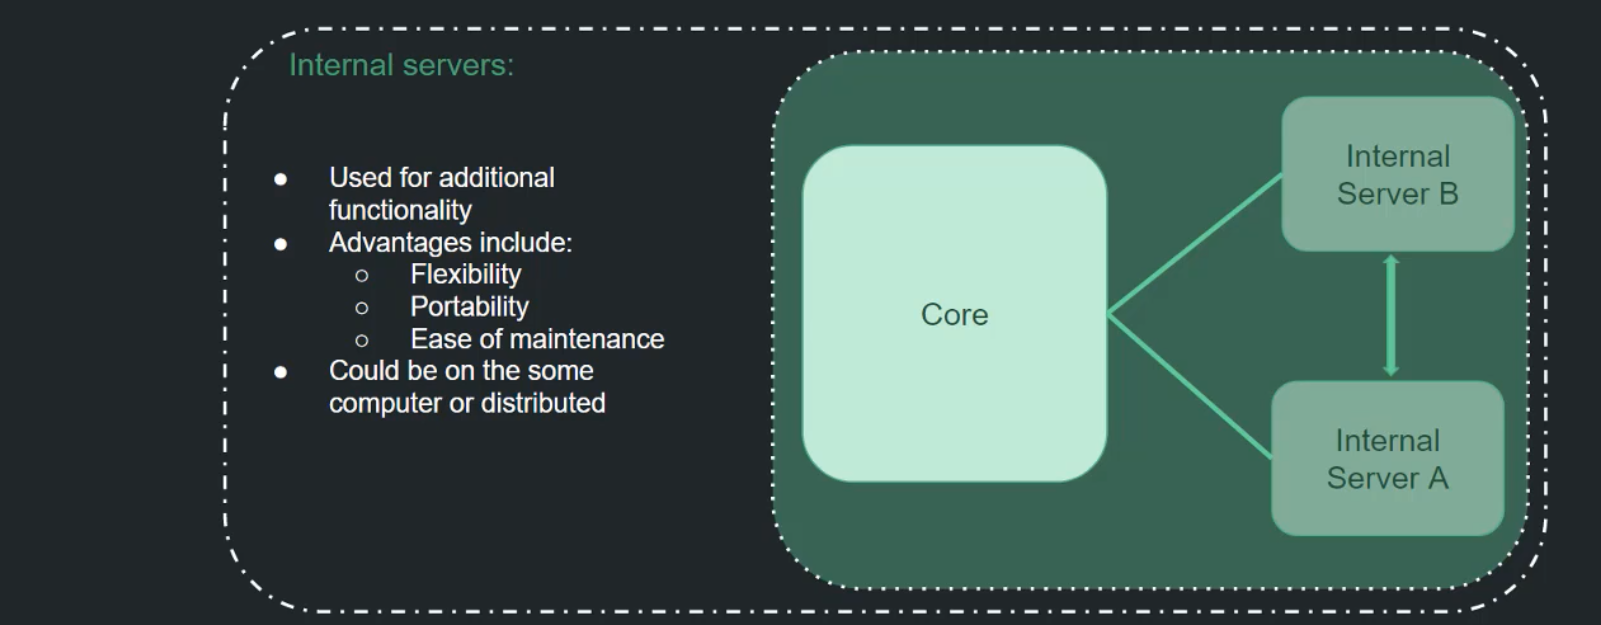 Internal servers:
● Used for additional
functionality
● Advantages include:
○ Flexibility
○ Portability
○ Ease of maintenance
● Could be on the some
computer or distributed
Core
Internal
Server B
Internal
Server A